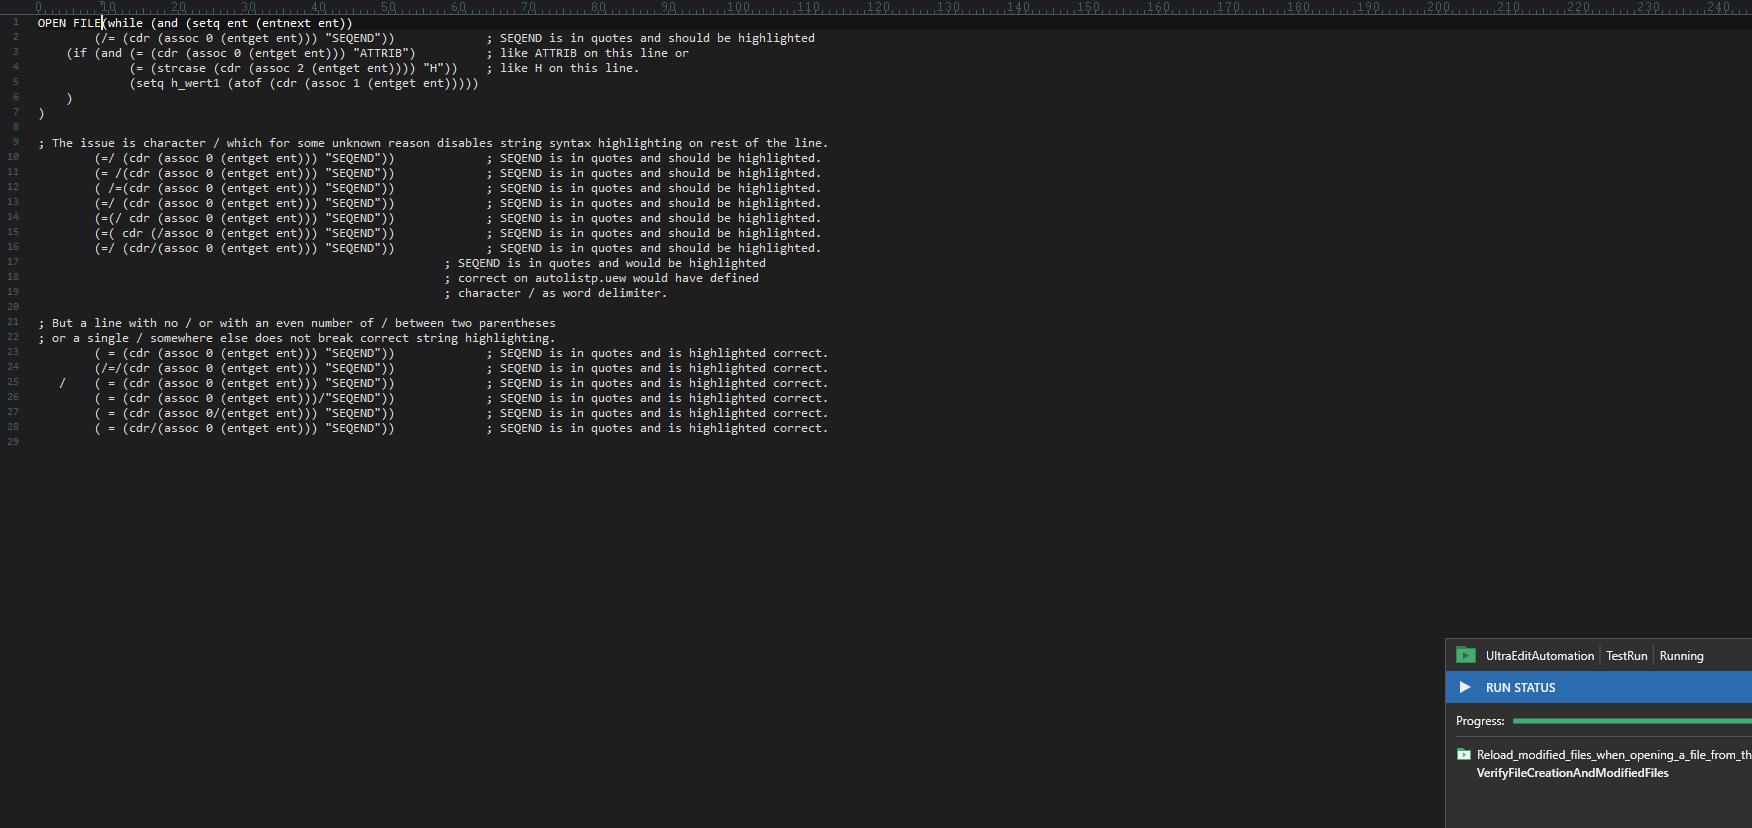 0 10 20 30 40 50 60 70 80 90 100 110 120 130 140 150 160 170 180 190 200 210 220 230 240
1 OPEN FILE(while (and (setq ent (entnext ent))
2 (/= (cdr (assoc 0 (entget ent))) "SEQEND")) ; SEQEND is in quotes and should be highlighted
3 (if (and (= (cdr (assoc 0 (entget ent))) "ATTRIB") ; like ATTRIB on this line or
4 (= (strcase (cdr (assoc 2 (entget ent)))) "H")) ; like H on this line.
5 (setq h_wert1 (atof (cdr (assoc 1 (entget ent)))))
6 )
7 )
8
9 ; The issue is character / which for some unknown reason disables string syntax highlighting on rest of the line.
10 (=/ (cdr (assoc 0 (entget ent))) "SEQEND")) ; SEQEND is in quotes and should be highlighted.
11 (= /(cdr (assoc 0 (entget ent))) "SEQEND")) ; SEQEND is in quotes and should be highlighted.
12 ( /=(cdr (assoc 0 (entget ent))) "SEQEND")) ; SEQEND is in quotes and should be highlighted.
13 (=/ (cdr (assoc 0 (entget ent))) "SEQEND")) ; SEQEND is in quotes and should be highlighted.
14 (=(/ cdr (assoc 0 (entget ent))) "SEQEND")) ; SEQEND is in quotes and should be highlighted.
15 (=( cdr (/assoc 0 (entget ent))) "SEQEND")) ; SEQEND is in quotes and should be highlighted.
16 (=/ (cdr/(assoc 0 (entget ent))) "SEQEND")) ; SEQEND is in quotes and should be highlighted.
17 ; SEQEND is in quotes and would be highlighted
18 ; correct on autolistp.uew would have defined
19 ; character / as word delimiter.
20
21 ; But a line with no / or with an even number of / between two parentheses
22 ; or a single / somewhere else does not break correct string highlighting.
23 ( = (cdr (assoc 0 (entget ent))) "SEQEND")) ; SEQEND is in quotes and is highlighted correct.
24 (/=/(cdr (assoc 0 (entget ent))) "SEQEND")) ; SEQEND is in quotes and is highlighted correct.
25 / ( = (cdr (assoc 0 (entget ent))) "SEQEND")) ; SEQEND is in quotes and is highlighted correct.
26 ( = (cdr (assoc 0 (entget ent)))/"SEQEND")) ; SEQEND is in quotes and is highlighted correct.
27 ( = (cdr (assoc 0/(entget ent))) "SEQEND")) ; SEQEND is in quotes and is highlighted correct.
28 ( = (cdr/(assoc 0 (entget ent))) "SEQEND")) ; SEQEND is in quotes and is highlighted correct.
29
UltraEditAutomation TestRun Running
RUN STATUS
Progress:
Reload_modified_files_when_opening_a_file_from_th
VerifyFileCreationAndModifiedFiles